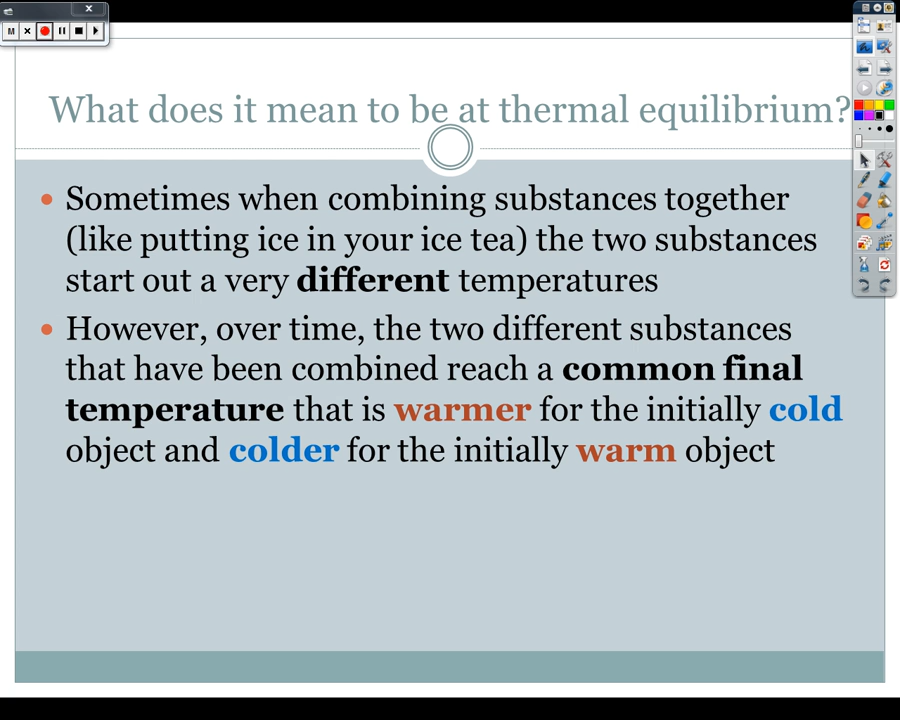 M
What does it mean to be at thermal equilibrium?
Sometimes when combining substances together
(like putting ice in your ice tea) the two substances
start out a very different temperatures
However, over time, the two different substances
that have been combined reach a common final
temperature that is warmer for the initially cold
object and colder for the initially warm object